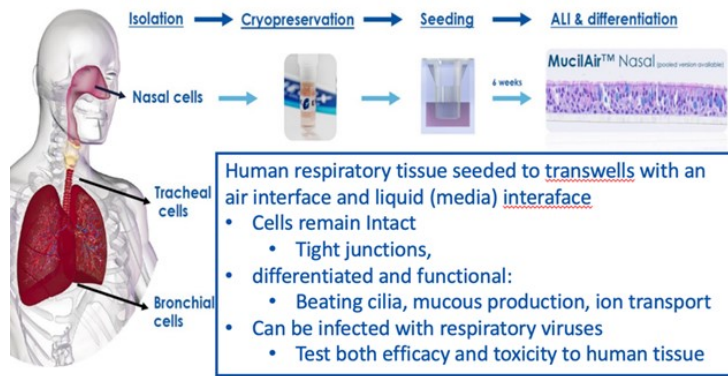 Isolation
Cryopreservation
Seeding
ALI & differentiation
MucilAir™ Nasal (pooled version available)
Nasal cells
6 weeks
Tracheal
cells
Bronchial
cells
Human respiratory tissue seeded to transwells with an
air interface and liquid (media) interaface
• Cells remain Intact
• Tight junctions,
• differentiated and functional:
• Beating cilia, mucous production, ion transport
• Can be infected with respiratory viruses
• Test both efficacy and toxicity to human tissue